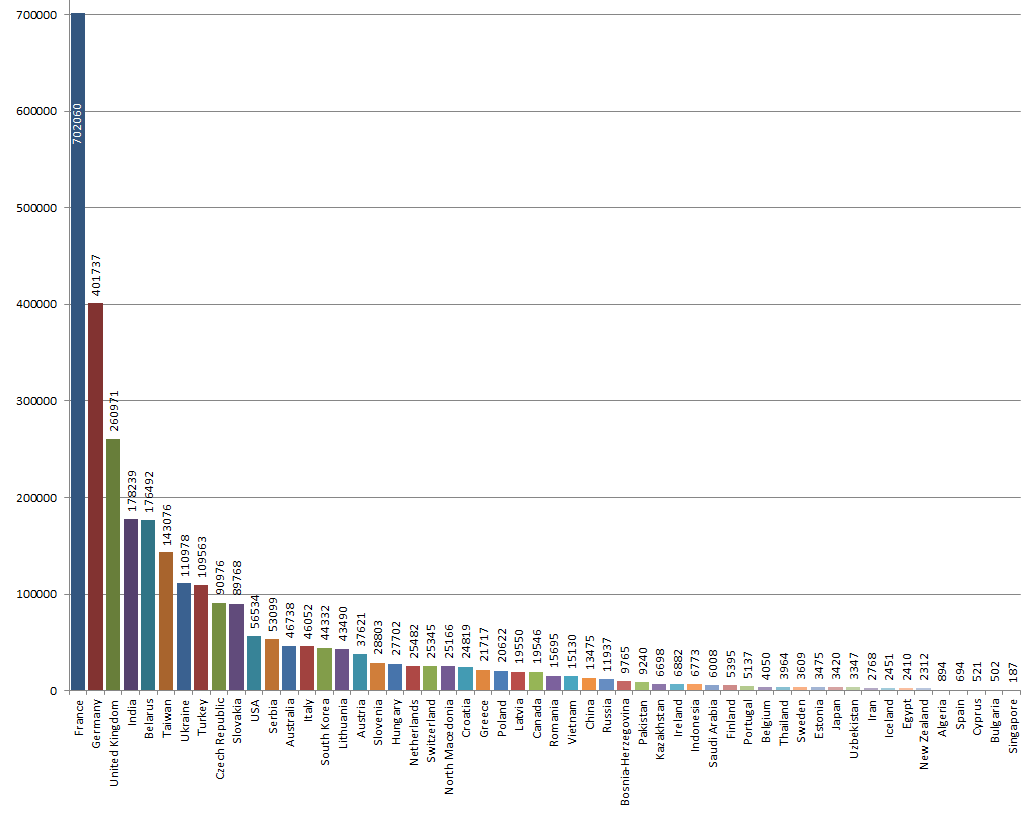 700000
600000
500000
400000
300000
200000
100000
0
702060
401737
260971
178239
176492
143076
110978
109563
90976
89768
56534
53099
46738
46052
44332
43490
37621
28803
27702
25482
25345
25166
24819
21717
20622
19550
19546
15695
15130
13475
11937
9765
9240
6698
6882
6773
6008
5395
5137
4050
3964
3609
3475
3420
3347
2768
2451
2410
2312
894
694
521
502
187
France
Germany
United Kingdom
India
Belarus
Taiwan
Ukraine
Turkey
Czech Republic
Slovakia
USA
Serbia
Australia
Italy
South Korea
Lithuania
Austria
Slovenia
Hungary
Netherlands
Switzerland
North Macedonia
Croatia
Greece
Poland
Latvia
Canada
Romania
Vietnam
China
Russia
Bosnia-Herzegovina
Pakistan
Kazakhstan
Ireland
Indonesia
Saudi Arabia
Finland
Portugal
Belgium
Thailand
Sweden
Estonia
Japan
Uzbekistan
Iran
Iceland
Egypt
New Zealand
Algeria
Spain
Cyprus
Bulgaria
Singapore